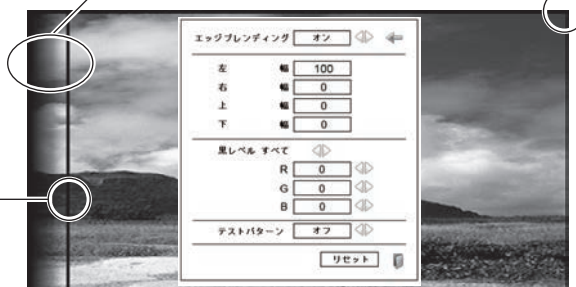 エッジブレンディング オン
左 幅 100
右 幅 0
上 幅 0
下 幅 0
黒レベル すべて
R 0
G 0
B 0
テストパターン オフ
リセット